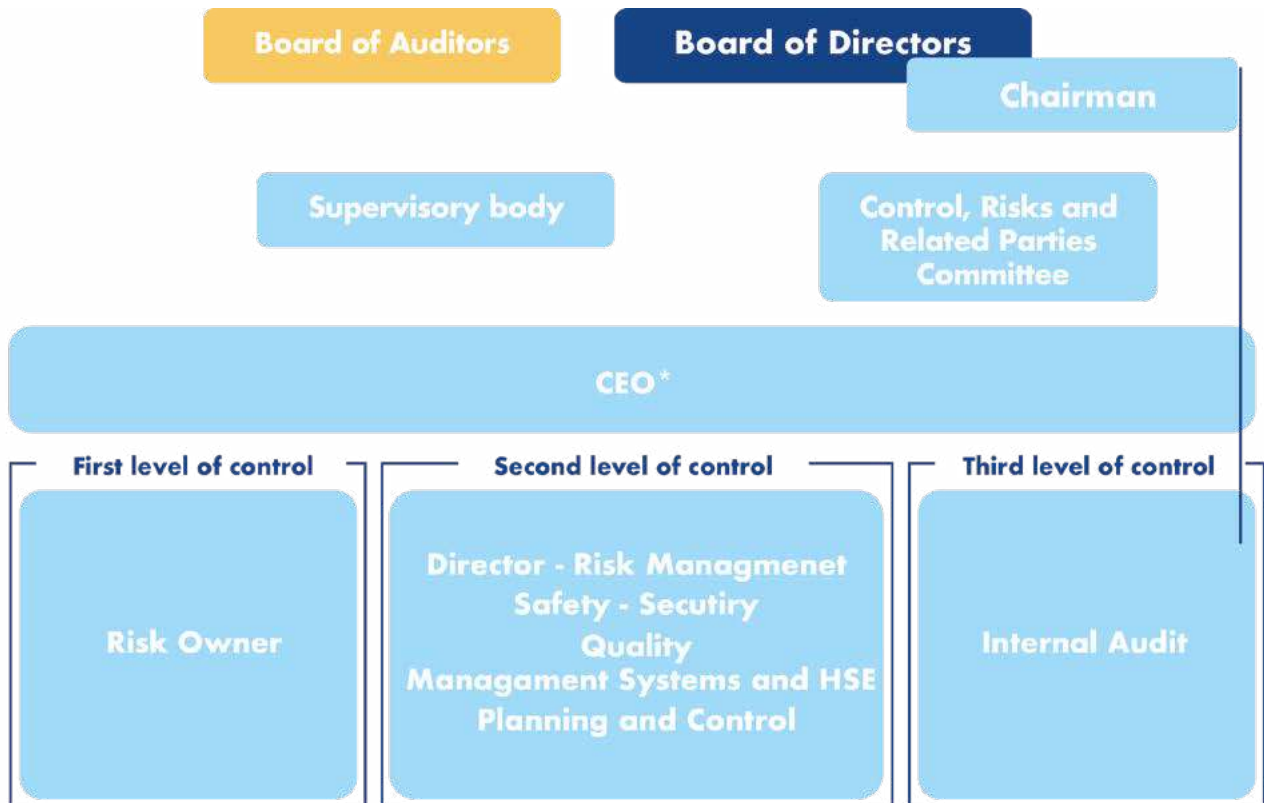 Board of Auditors
Board of Directors
Chairman
Supervisory body
Control, Risks and
Related Parties
Committee
CEO*
First level of control
Second level of control
Third level of control
Risk Owner
Director - Risk Managmenet
Safety - Secutiry
Quality
Managament Systems and HSE
Planning and Control
Internal Audit